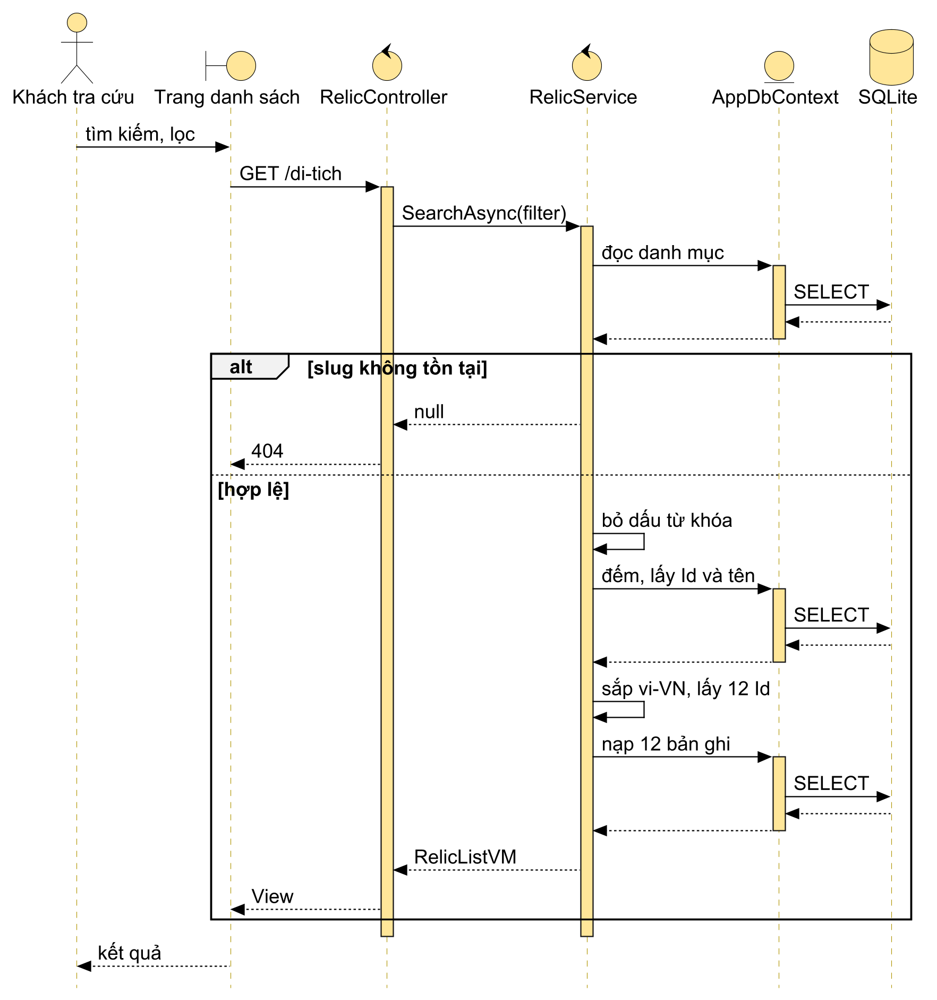 Khách tra cứu
Trang danh sách
RelicController
RelicService
AppDbContext
SQLite
tìm kiếm, lọc
GET /di-tich
SearchAsync(filter)
đọc danh mục
SELECT
alt
[slug không tồn tại]
null
404
[hợp lệ]
bỏ dấu từ khóa
đếm, lấy Id và tên
SELECT
sắp vi-VN, lấy 12 Id
nạp 12 bản ghi
SELECT
RelicListVM
View
kết quả